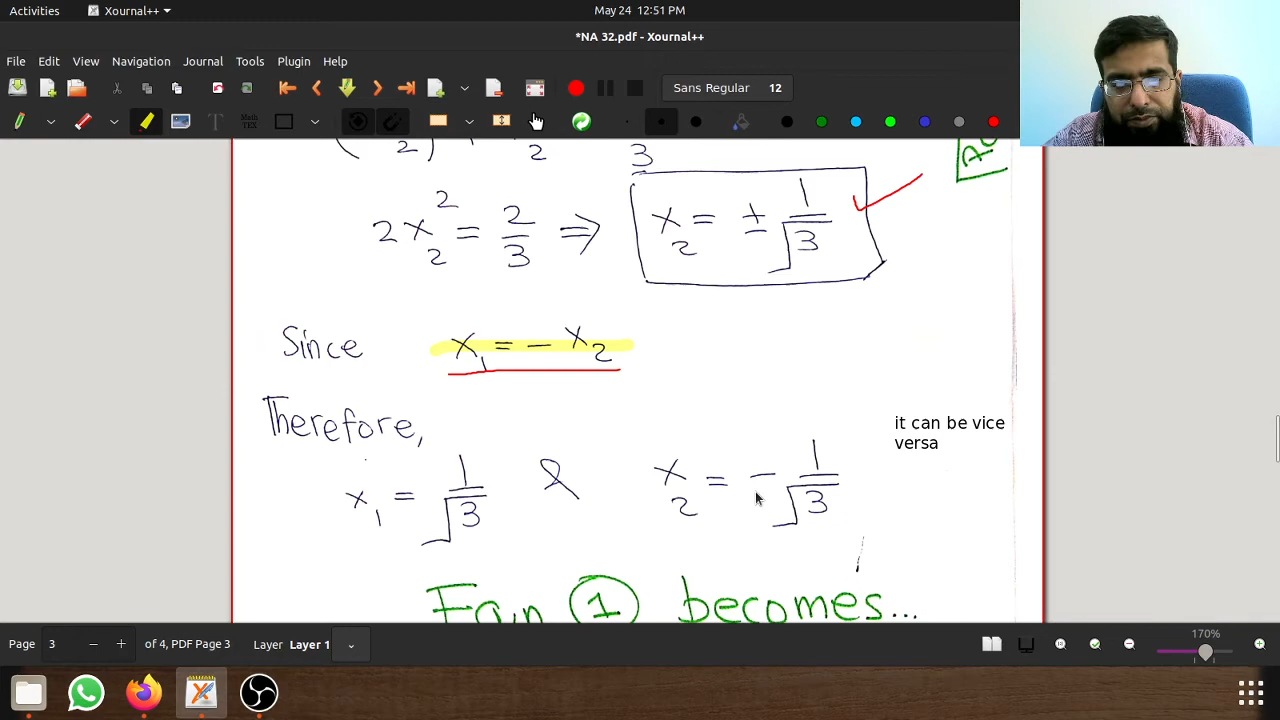 Activities Xournal++ May 24 12:51 PM
*NA 32.pdf - Xournal++
File Edit View Navigation Journal Tools Plugin Help
Sans Regular 12
Math TEX
2x₂² = 2/3 ⇒ x₂ = ± 1/√3
Since x₁ = - x₂
Therefore,
it can be vice
versa
x₁ = 1/√3 & x₂ = - 1/√3
Eqn ① becomes...
Page 3 of 4, PDF Page 3 Layer Layer 1 170%